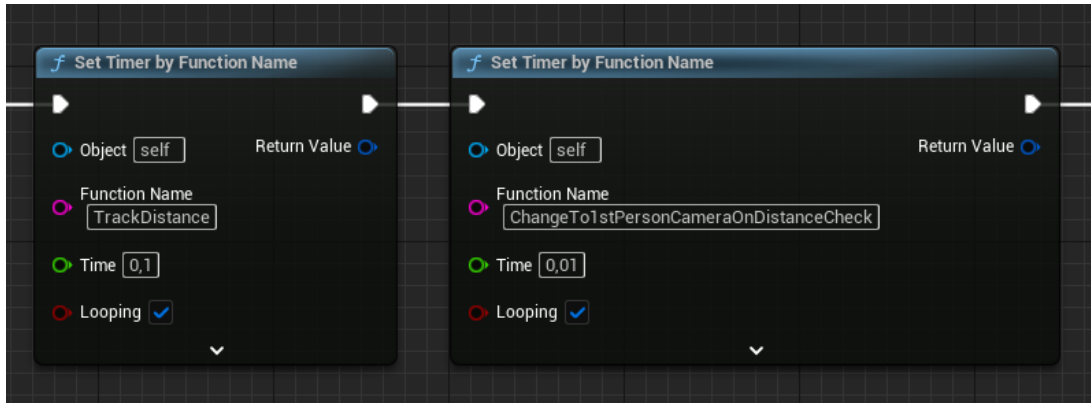 f Set Timer by Function Name
Object self
Return Value
Function Name
TrackDistance
Time 0,1
Looping
f Set Timer by Function Name
Object self
Return Value
Function Name
ChangeTo1stPersonCameraOnDistanceCheck
Time 0,01
Looping